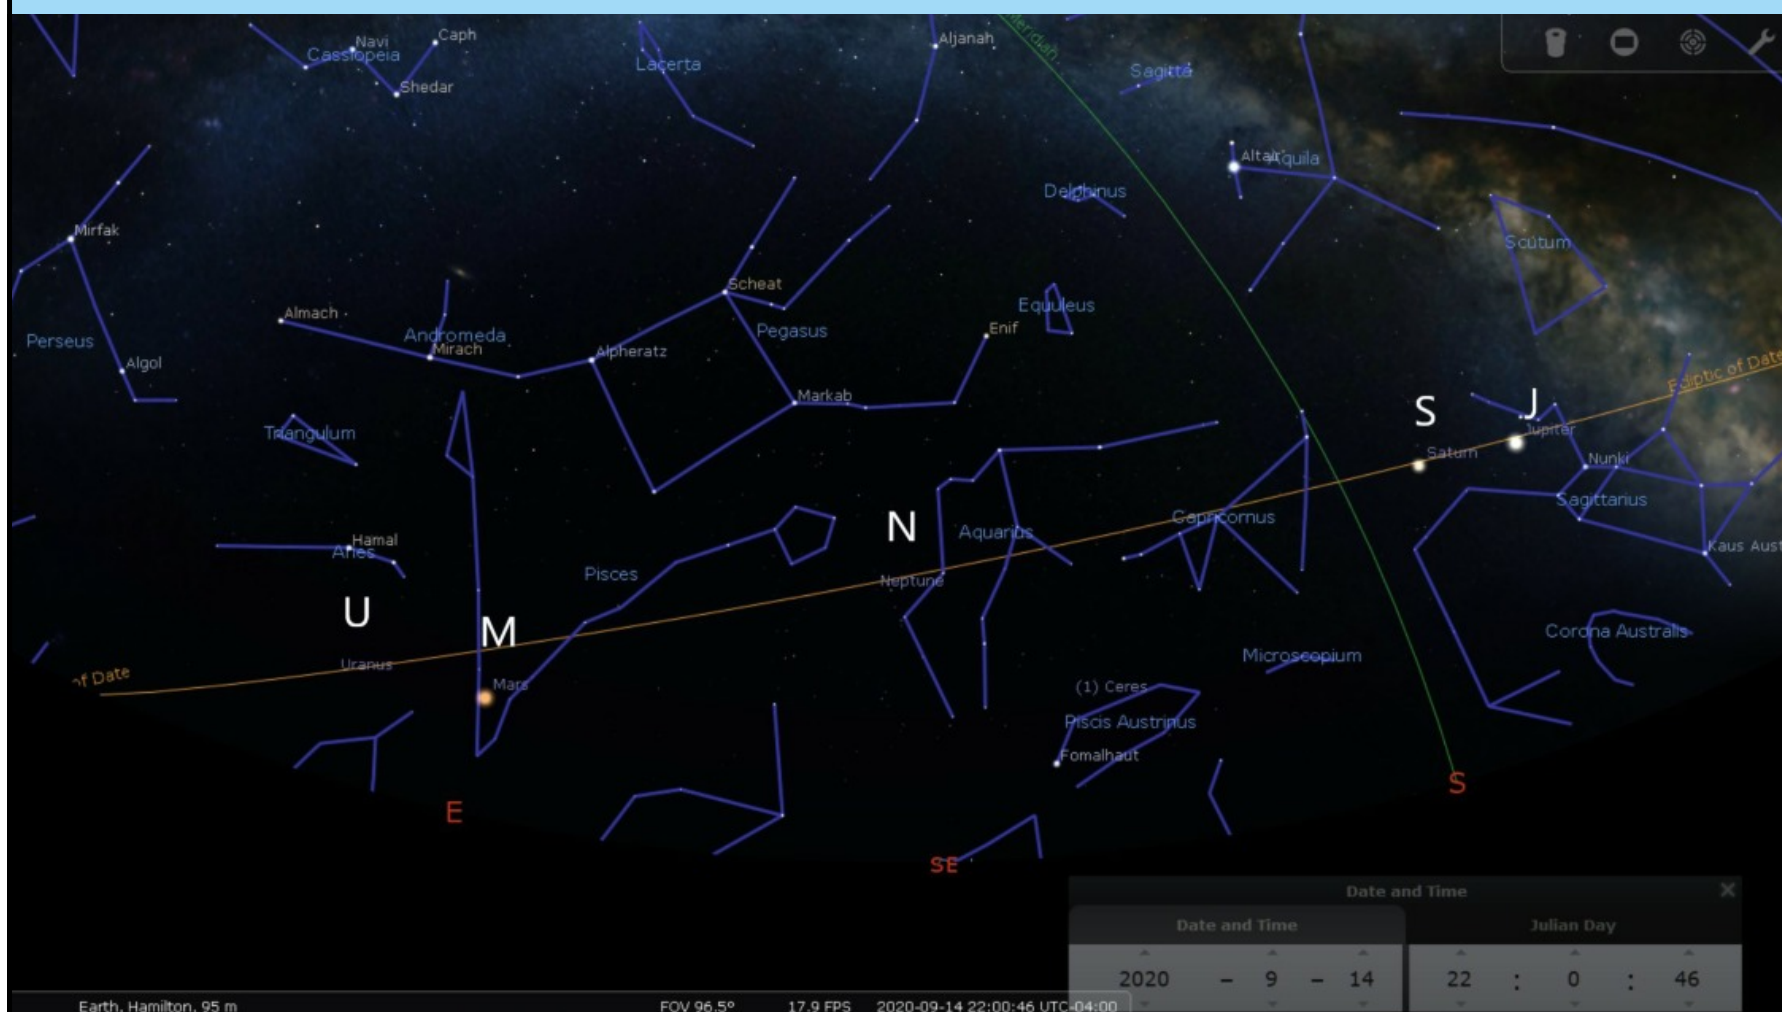 Meridian
Navi
Caph
Cassiopeia
Shedar
Lacerta
Aljanah
Sagitta
Altair
Aquila
Delphinus
Mirfak
Scutum
Scheat
Equuleus
Almach
Andromeda
Mirach
Pegasus
Enif
Perseus
Alpheratz
Algol
Ecliptic of Date
Markab
S
J
Jupiter
Triangulum
Saturn
Nunki
Sagittarius
N
Capricornus
Aquarius
Hamal
Aries
Kaus Aust
Pisces
Neptune
U
M
Corona Australis
Uranus
Microscopium
of Date
Mars
(1) Ceres
Piscis Austrinus
Fomalhaut
E
S
SE
Date and Time
Date and Time
Julian Day
2020 - 9 - 14
22 : 0 : 46
Earth, Hamilton, 95 m
FOV 96.5°
17.9 FPS
2020-09-14 22:00:46 UTC-04:00